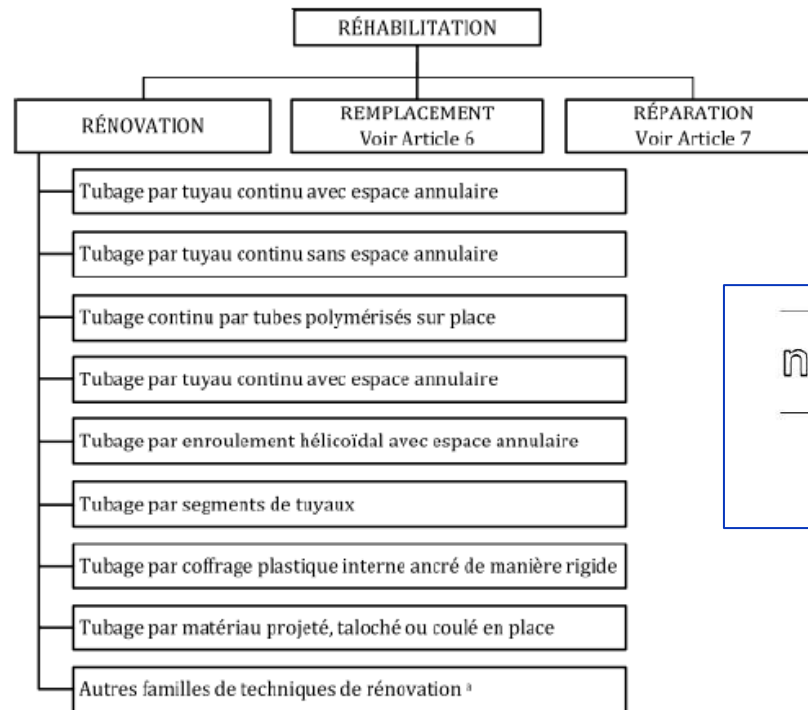 RÉHABILITATION
RÉNOVATION
REMPLACEMENT
Voir Article 6
RÉPARATION
Voir Article 7
Tubage par tuyau continu avec espace annulaire
Tubage par tuyau continu sans espace annulaire
Tubage continu par tubes polymérisés sur place
Tubage par tuyau continu avec espace annulaire
Tubage par enroulement hélicoïdal avec espace annulaire
Tubage par segments de tuyaux
Tubage par coffrage plastique interne ancré de manière rigide
Tubage par matériau projeté, taloché ou coulé en place
Autres familles de techniques de rénovation ᵃ